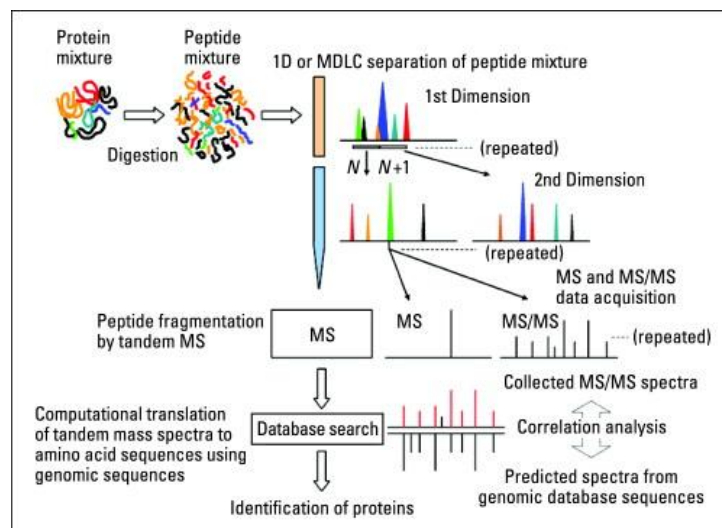 Protein
mixture
Peptide
mixture
Digestion
1D or MDLC separation of peptide mixture
1st Dimension
(repeated)
N
N+1
2nd Dimension
(repeated)
MS and MS/MS
data acquisition
Peptide fragmentation
by tandem MS
MS
MS
MS/MS
(repeated)
Collected MS/MS spectra
Computational translation
of tandem mass spectra to
amino acid sequences using
genomic sequences
Database search
Correlation analysis
Predicted spectra from
genomic database sequences
Identification of proteins